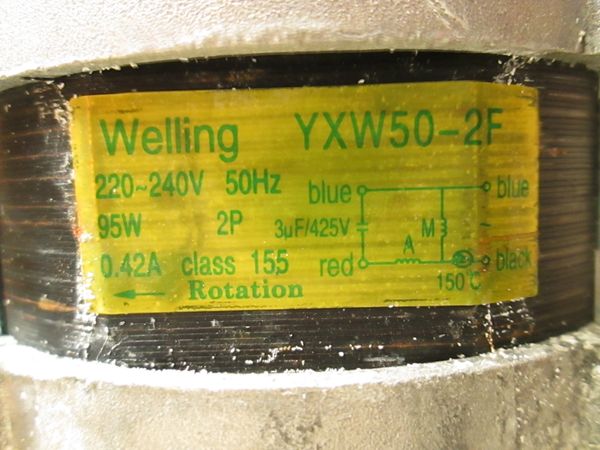 Welling YXW50-2F
220~240V 50Hz
95W 2P
0.42A class 155
Rotation
blue blue
3µF/425V M ~
A
red black
150℃